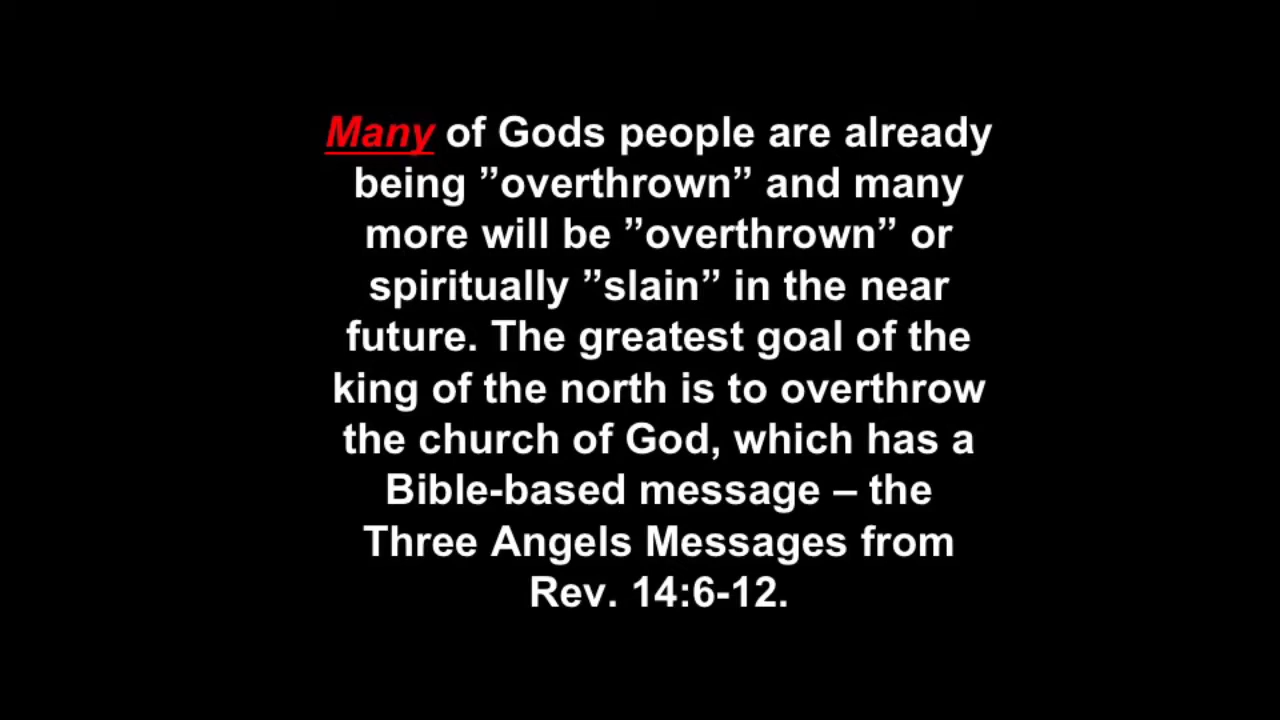 Many of Gods people are already
being ”overthrown” and many
more will be ”overthrown” or
spiritually ”slain” in the near
future. The greatest goal of the
king of the north is to overthrow
the church of God, which has a
Bible-based message – the
Three Angels Messages from
Rev. 14:6-12.